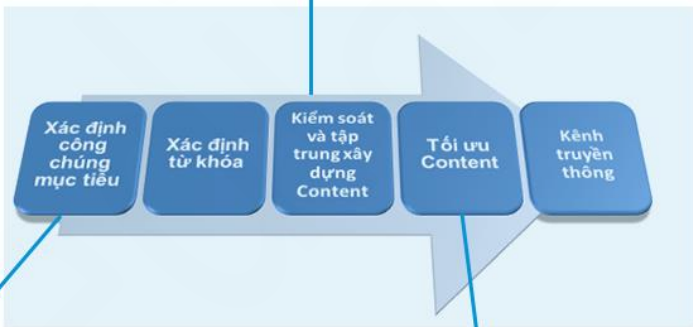 Xác định
công
chúng
mục tiêu
Xác định
từ khóa
Kiểm soát
và tập
trung xây
dựng
Content
Tối ưu
Content
Kênh
truyền
thông